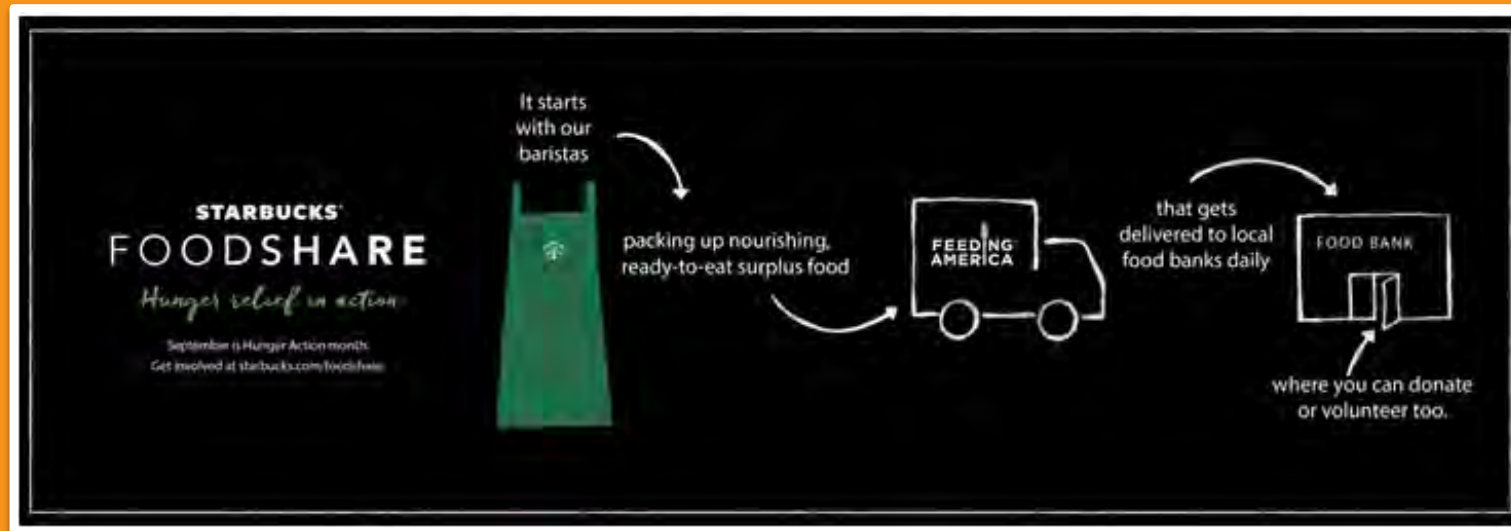 STARBUCKS®
FOODSHARE
Hunger relief in action
September is Hunger Action month.
Get involved at starbucks.com/foodshare
It starts
with our
baristas
packing up nourishing,
ready-to-eat surplus food
FEEDING
AMERICA
that gets
delivered to local
food banks daily
FOOD BANK
where you can donate
or volunteer too.